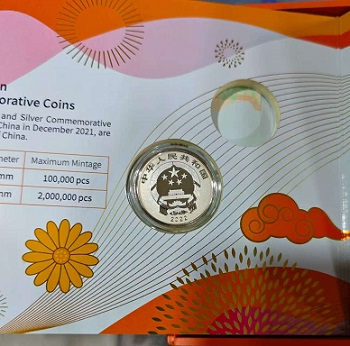 n
orative Coins
and Silver Commemorative
China in December 2021, are
of China.
meter Maximum Mintage
mm 100,000 pcs
mm 2,000,000 pcs
中华人民共和国
2022